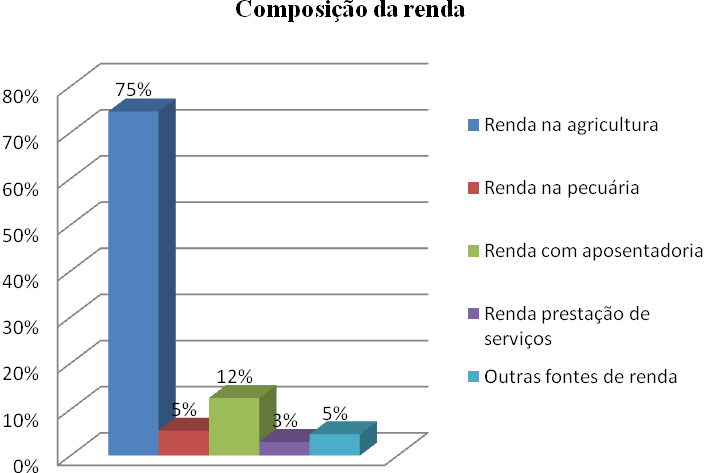 Composição da renda
80%
70%
60%
50%
40%
30%
20%
10%
0%
75%
5%
12%
3%
5%
Renda na agricultura
Renda na pecuária
Renda com aposentadoria
Renda prestação de
serviços
Outras fontes de renda